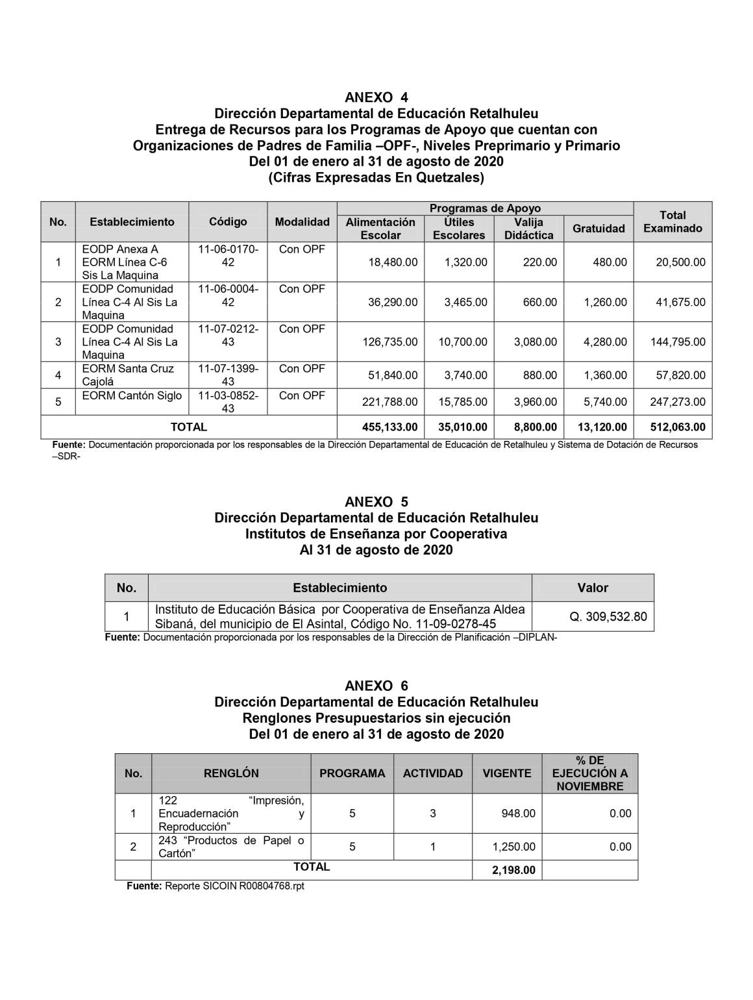 ANEXO 4
Dirección Departamental de Educación Retalhuleu
Entrega de Recursos para los Programas de Apoyo que cuentan con
Organizaciones de Padres de Familia –OPF-, Niveles Preprimario y Primario
Del 01 de enero al 31 de agosto de 2020
(Cifras Expresadas En Quetzales)
No. Establecimiento Código Modalidad Programas de Apoyo Total Examinado
Alimentación Escolar Útiles Escolares Valija Didáctica Gratuidad
1 EODP Anexa A EORM Línea C-6 Sis La Maquina 11-06-0170-42 Con OPF 18,480.00 1,320.00 220.00 480.00 20,500.00
2 EODP Comunidad Línea C-4 Al Sis La Maquina 11-06-0004-42 Con OPF 36,290.00 3,465.00 660.00 1,260.00 41,675.00
3 EODP Comunidad Línea C-4 Al Sis La Maquina 11-07-0212-43 Con OPF 126,735.00 10,700.00 3,080.00 4,280.00 144,795.00
4 EORM Santa Cruz Cajolá 11-07-1399-43 Con OPF 51,840.00 3,740.00 880.00 1,360.00 57,820.00
5 EORM Cantón Siglo 11-03-0852-43 Con OPF 221,788.00 15,785.00 3,960.00 5,740.00 247,273.00
TOTAL 455,133.00 35,010.00 8,800.00 13,120.00 512,063.00
Fuente: Documentación proporcionada por los responsables de la Dirección Departamental de Educación de Retalhuleu y Sistema de Dotación de Recursos
–SDR-
ANEXO 5
Dirección Departamental de Educación Retalhuleu
Institutos de Enseñanza por Cooperativa
Al 31 de agosto de 2020
No. Establecimiento Valor
1 Instituto de Educación Básica por Cooperativa de Enseñanza Aldea Sibaná, del municipio de El Asintal, Código No. 11-09-0278-45 Q. 309,532.80
Fuente: Documentación proporcionada por los responsables de la Dirección de Planificación –DIPLAN-
ANEXO 6
Dirección Departamental de Educación Retalhuleu
Renglones Presupuestarios sin ejecución
Del 01 de enero al 31 de agosto de 2020
No. RENGLÓN PROGRAMA ACTIVIDAD VIGENTE % DE EJECUCIÓN A NOVIEMBRE
1 122 “Impresión, Encuadernación y Reproducción” 5 3 948.00 0.00
2 243 “Productos de Papel o Cartón” 5 1 1,250.00 0.00
TOTAL 2,198.00
Fuente: Reporte SICOIN R00804768.rpt